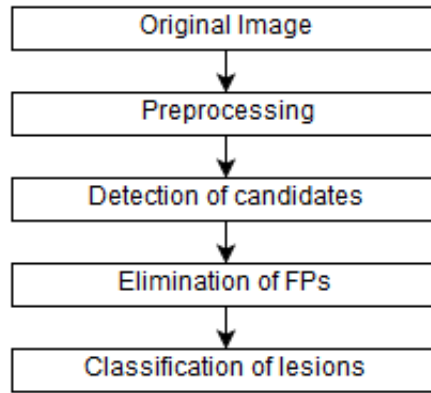 Original Image
Preprocessing
Detection of candidates
Elimination of FPs
Classification of lesions